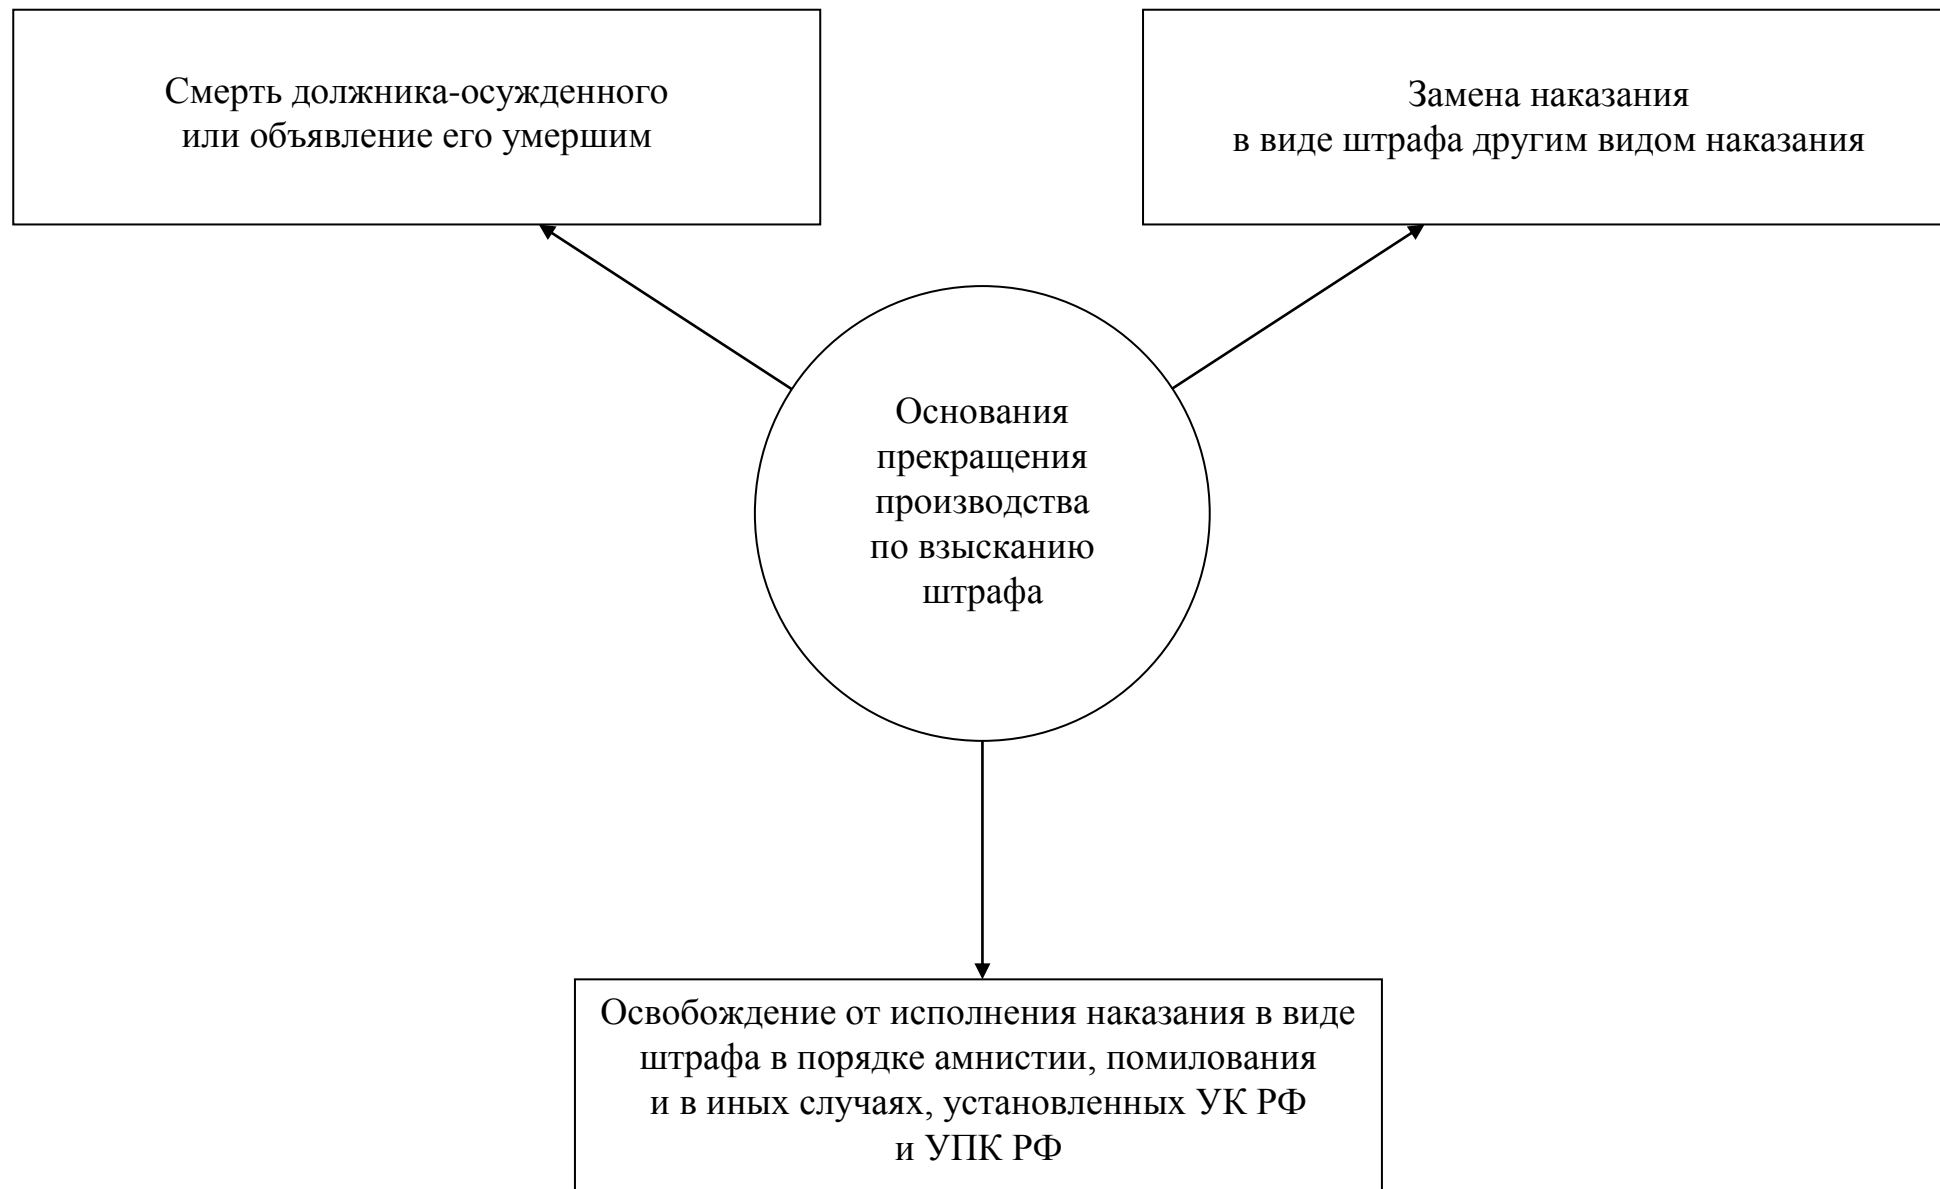 Смерть должника-осужденного
или объявление его умершим
Замена наказания
в виде штрафа другим видом наказания
Основания
прекращения
производства
по взысканию
штрафа
Освобождение от исполнения наказания в виде
штрафа в порядке амнистии, помилования
и в иных случаях, установленных УК РФ
и УПК РФ